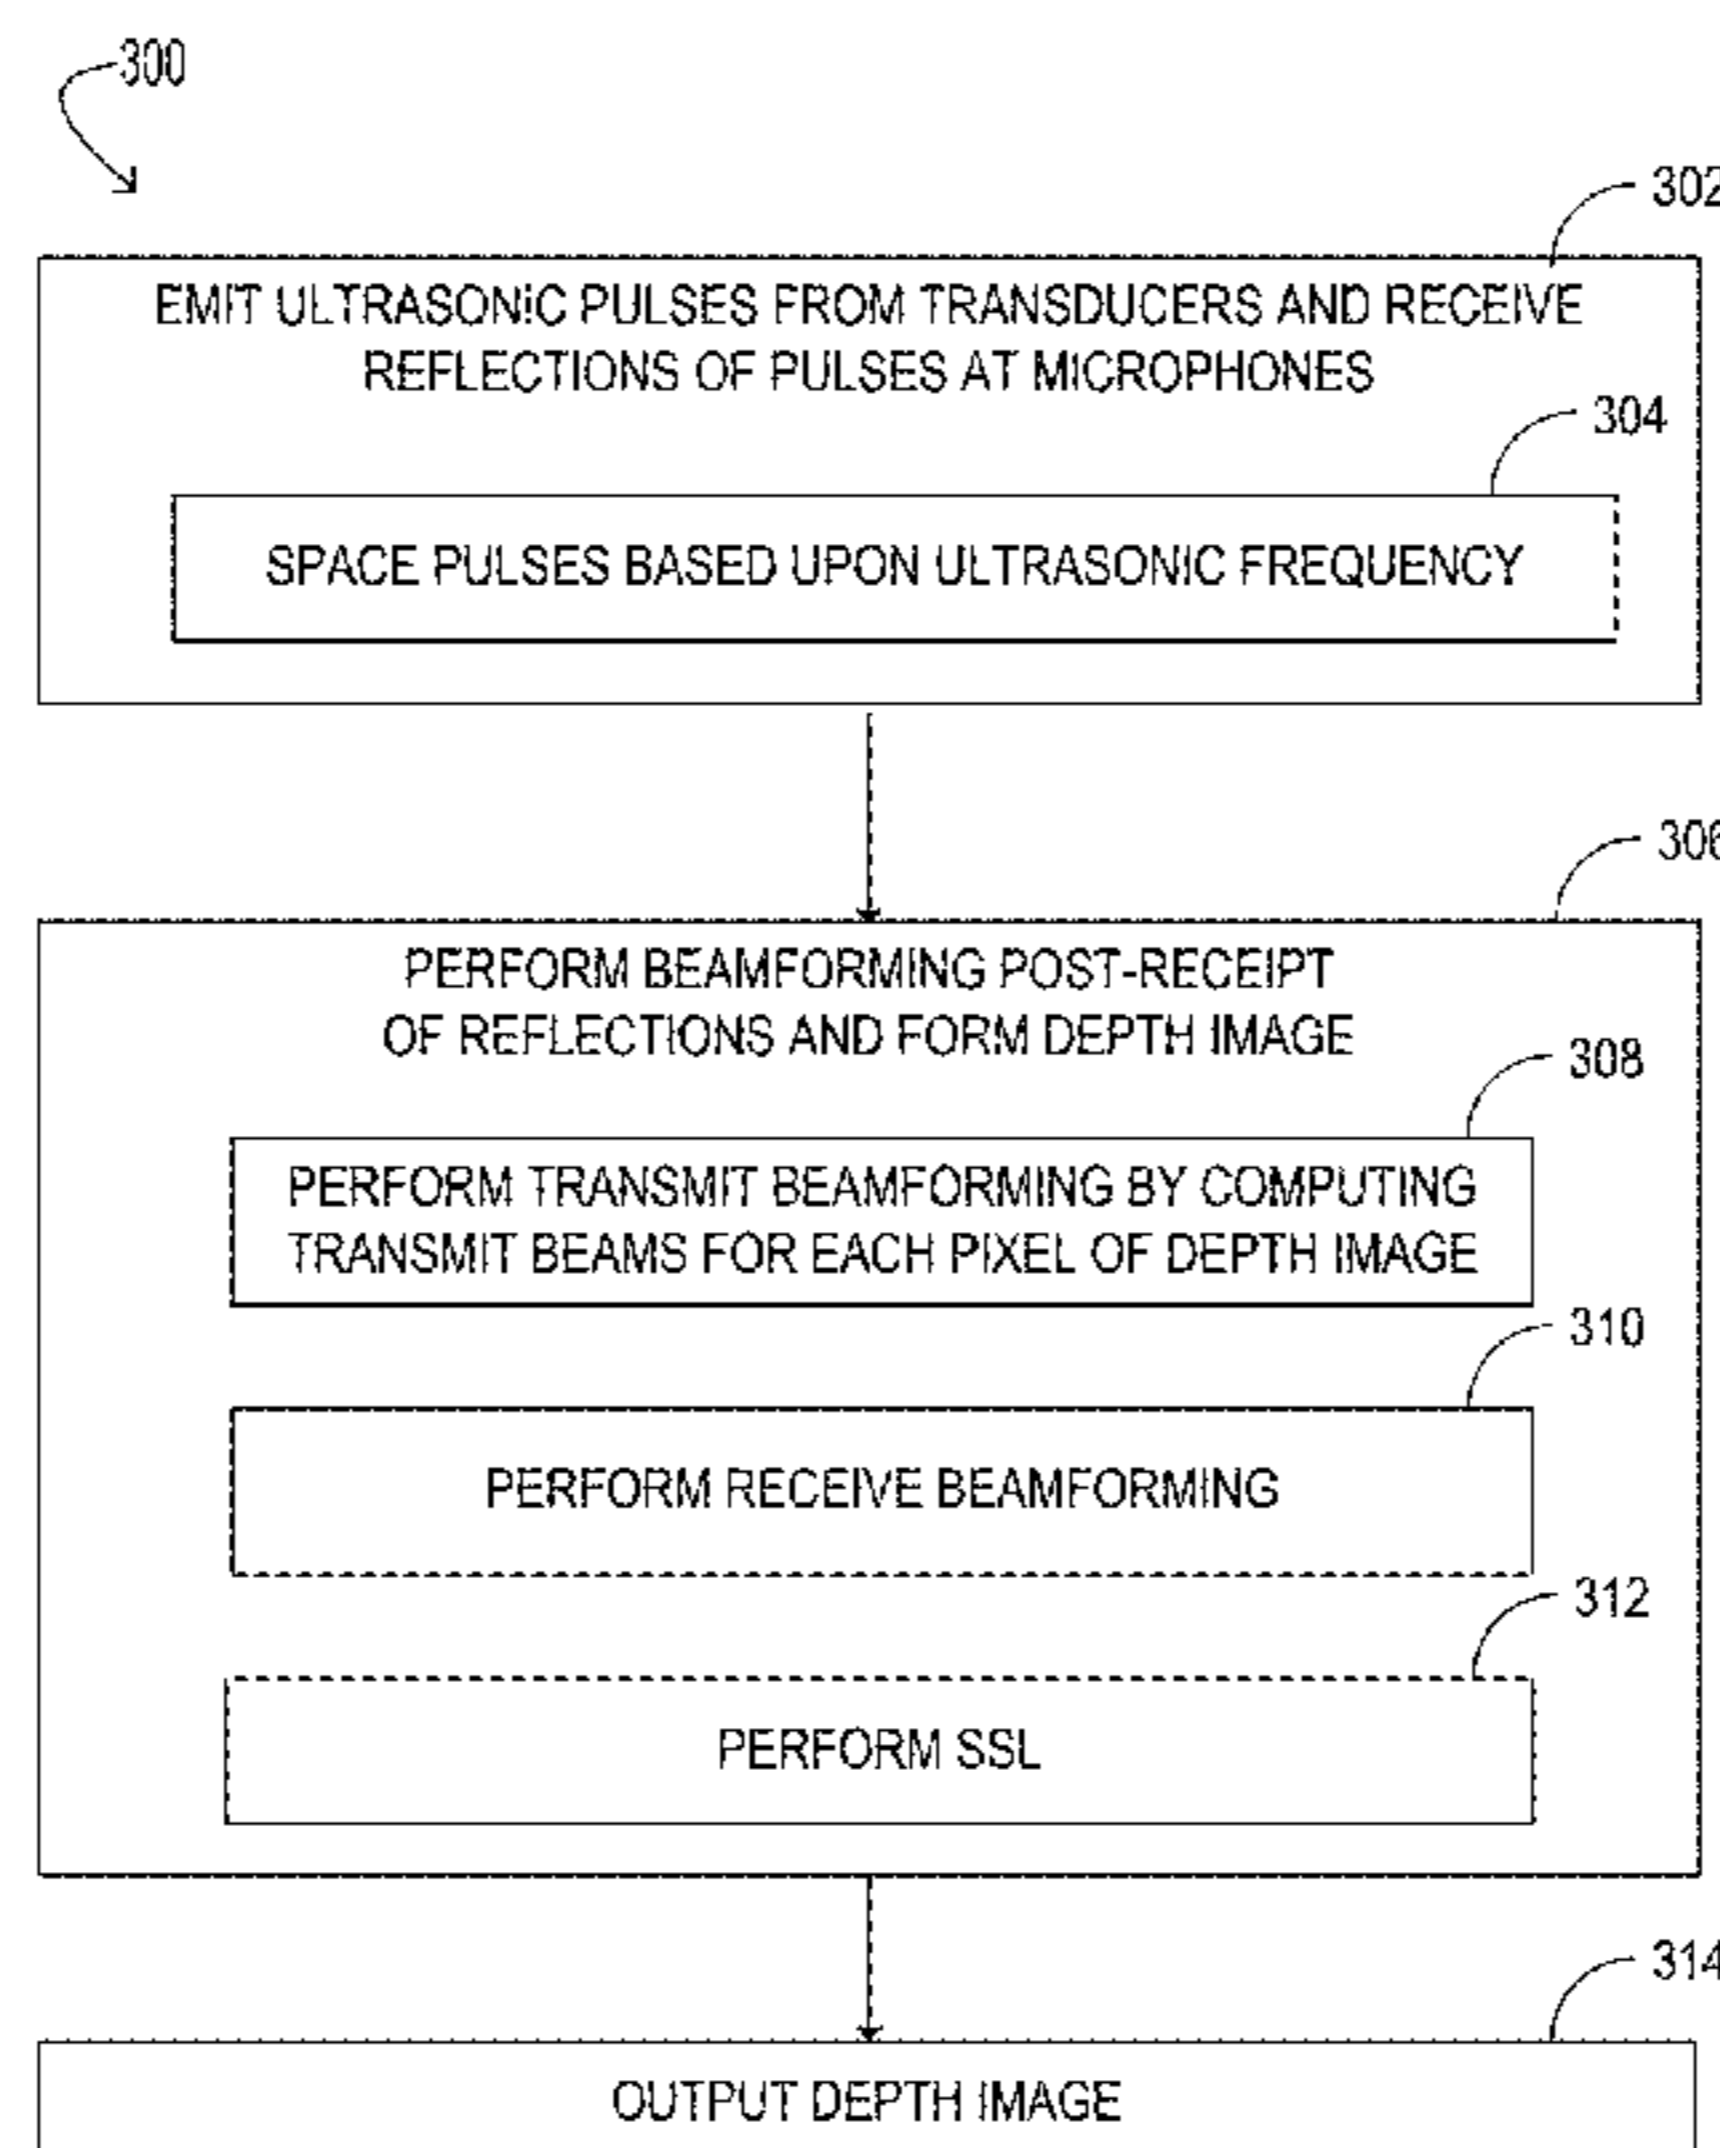 300
302
EMIT ULTRASONIC PULSES FROM TRANSDUCERS AND RECEIVE
REFLECTIONS OF PULSES AT MICROPHONES
304
SPACE PULSES BASED UPON ULTRASONIC FREQUENCY
306
PERFORM BEAMFORMING POST-RECEIPT
OF REFLECTIONS AND FORM DEPTH IMAGE
308
PERFORM TRANSMIT BEAMFORMING BY COMPUTING
TRANSMIT BEAMS FOR EACH PIXEL OF DEPTH IMAGE
310
PERFORM RECEIVE BEAMFORMING
312
PERFORM SSL
314
OUTPUT DEPTH IMAGE